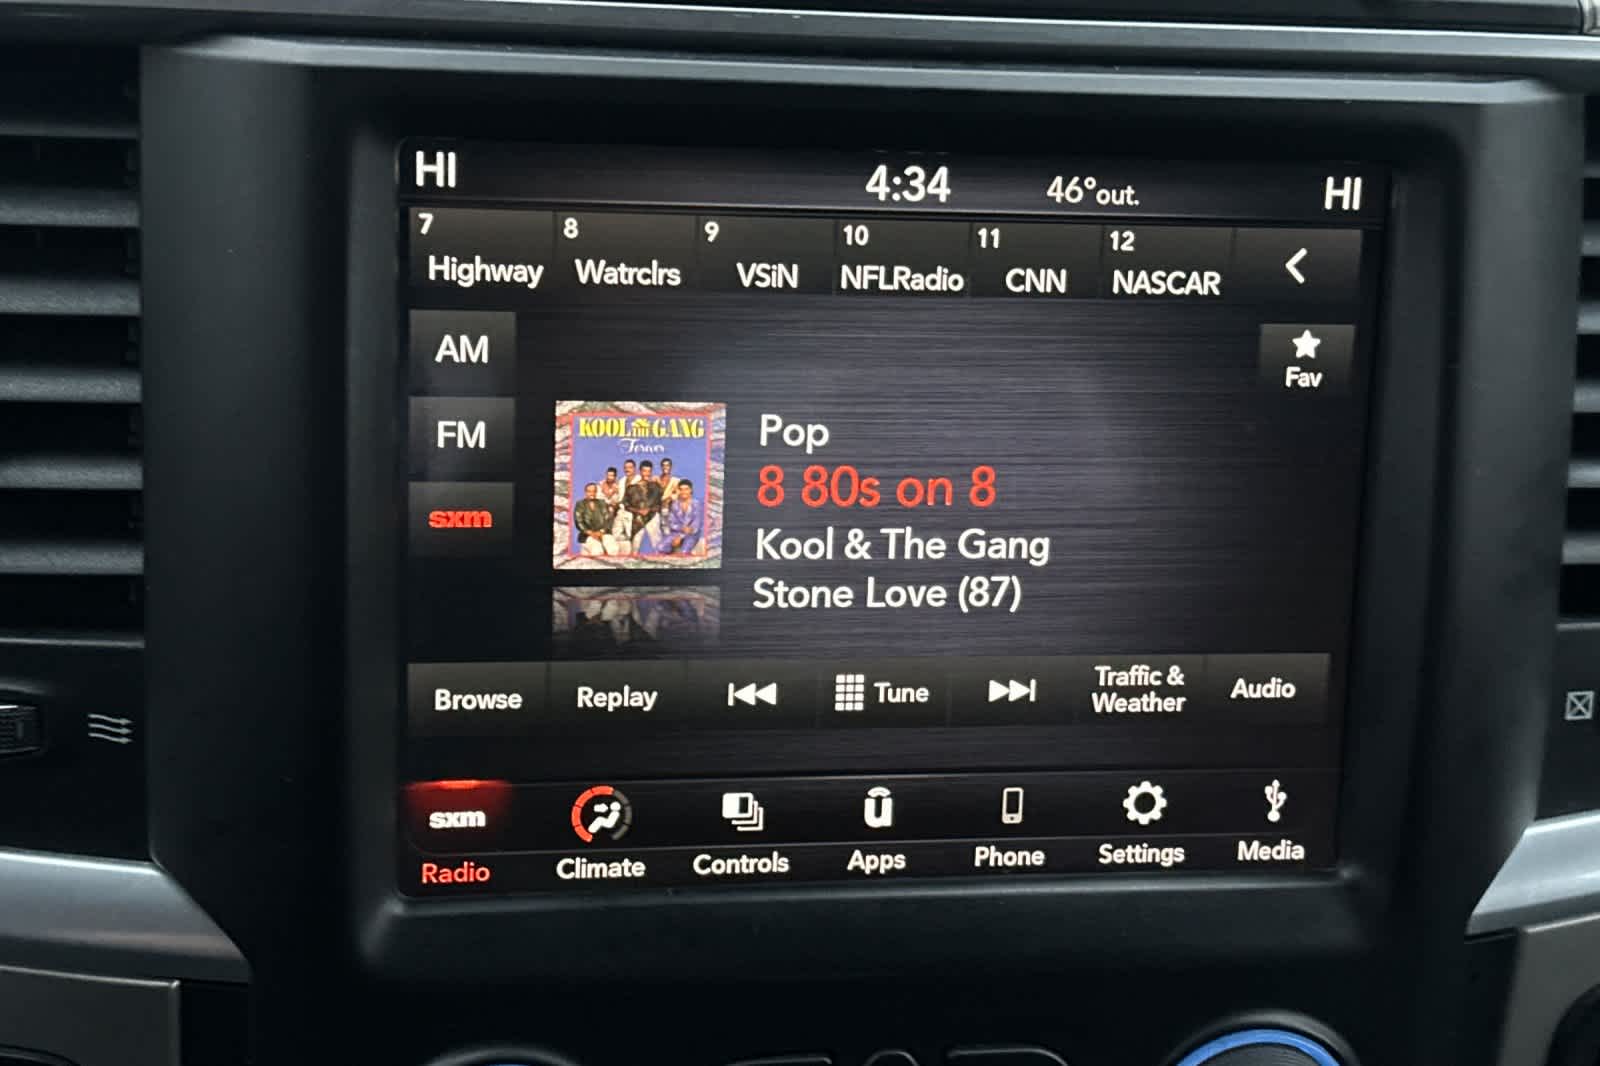 HI 4:34 46°out. HI
7 8 9 10 11 12
Highway Watrclrs VSiN NFLRadio CNN NASCAR
AM
Fav
FM
sxm
KOOL & THE GANG
Forever
Pop
8 80s on 8
Kool & The Gang
Stone Love (87)
Browse Replay Tune Traffic & Weather Audio
sxm
Radio Climate Controls Apps Phone Settings Media